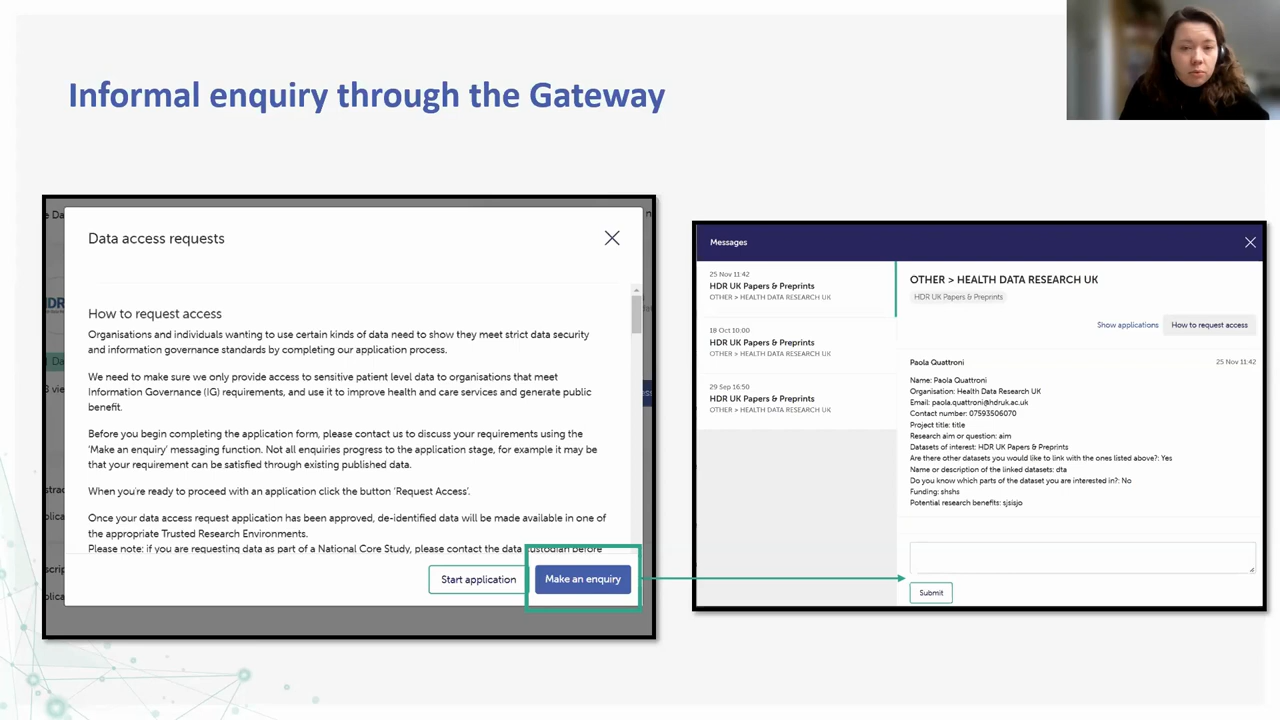 Informal enquiry through the Gateway
Data access requests
How to request access
Organisations and individuals wanting to use certain kinds of data need to show they meet strict data security
and information governance standards by completing our application process.
We need to make sure we only provide access to sensitive patient level data to organisations that meet
Information Governance (IG) requirements, and use it to improve health and care services and generate public
benefit.
Before you begin completing the application form, please contact us to discuss your requirements using the
'Make an enquiry' messaging function. Not all enquiries progress to the application stage, for example it may be
that your requirement can be satisfied through existing published data.
When you're ready to proceed with an application click the button 'Request Access'.
Once your data access request application has been approved, de-identified data will be made available in one of
the appropriate Trusted Research Environments.
Please note: if you are requesting data as part of a National Core Study, please contact the data custodian before
Start application
Make an enquiry
Messages
25 Nov 11:42
HDR UK Papers & Preprints
OTHER > HEALTH DATA RESEARCH UK
18 Oct 10:00
HDR UK Papers & Preprints
OTHER > HEALTH DATA RESEARCH UK
29 Sep 16:50
HDR UK Papers & Preprints
OTHER > HEALTH DATA RESEARCH UK
OTHER > HEALTH DATA RESEARCH UK
HDR UK Papers & Preprints
Show applications
How to request access
Paola Quattroni
25 Nov 11:42
Name: Paola Quattroni
Organisation: Health Data Research UK
Email: paola.quattroni@hdruk.ac.uk
Contact number: 07593506070
Project title: title
Research aim or question: aim
Datasets of interest: HDR UK Papers & Preprints
Are there other datasets you would like to link with the ones listed above?: Yes
Name or description of the linked datasets: dta
Do you know which parts of the dataset you are interested in?: No
Funding: shshs
Potential research benefits: sjsisjo
Submit